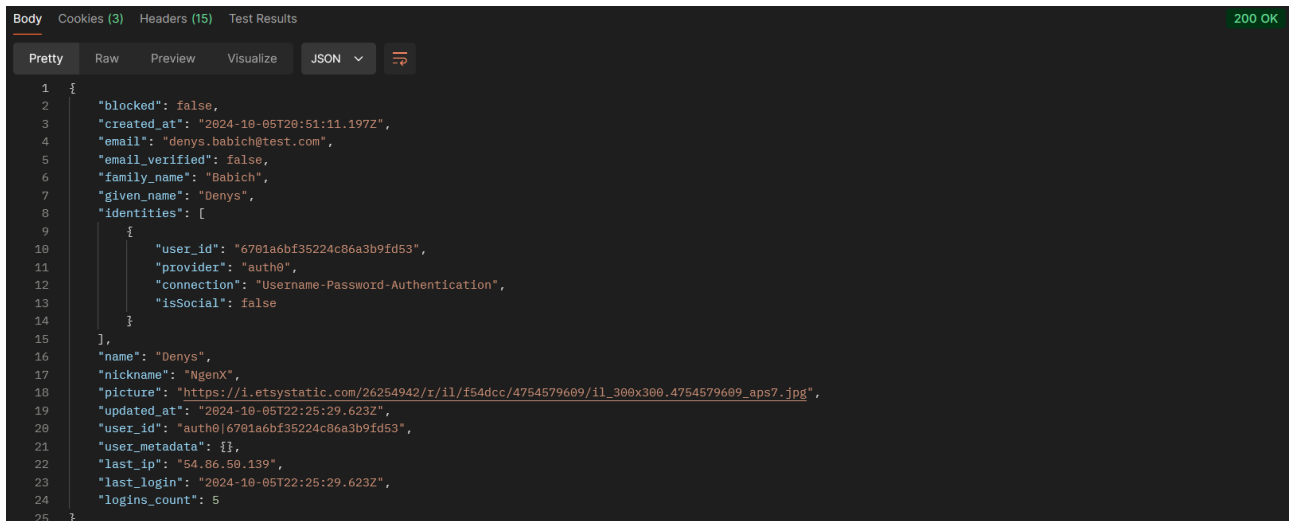 Body Cookies (3) Headers (15) Test Results 200 OK
Pretty Raw Preview Visualize JSON
1 {
2 "blocked": false,
3 "created_at": "2024-10-05T20:51:11.197Z",
4 "email": "denys.babich@test.com",
5 "email_verified": false,
6 "family_name": "Babich",
7 "given_name": "Denys",
8 "identities": [
9 {
10 "user_id": "6701a6bf35224c86a3b9fd53",
11 "provider": "auth0",
12 "connection": "Username-Password-Authentication",
13 "isSocial": false
14 }
15 ],
16 "name": "Denys",
17 "nickname": "NgenX",
18 "picture": "https://i.etsystatic.com/26254942/r/il/f54dcc/4754579609/il_300x300.4754579609_aps7.jpg",
19 "updated_at": "2024-10-05T22:25:29.623Z",
20 "user_id": "auth0|6701a6bf35224c86a3b9fd53",
21 "user_metadata": {},
22 "last_ip": "54.86.50.139",
23 "last_login": "2024-10-05T22:25:29.623Z",
24 "logins_count": 5
25 }